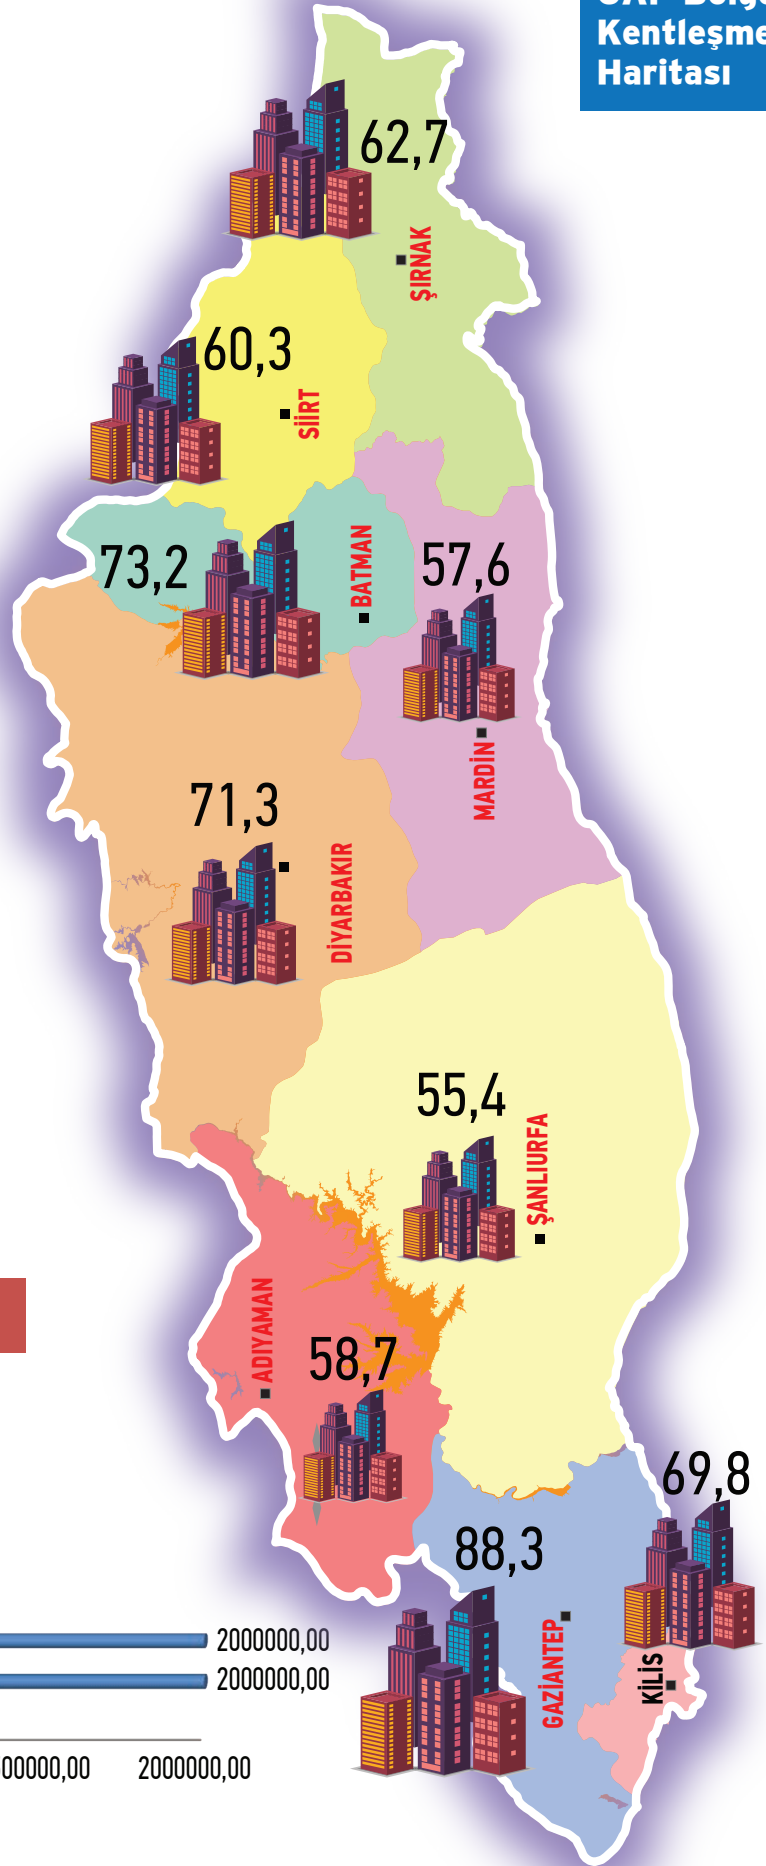 Kentleşme
Haritası
62,7
ŞIRNAK
60,3
SİİRT
73,2
BATMAN
57,6
MARDİN
71,3
DİYARBAKIR
55,4
ŞANLIURFA
ADIYAMAN
58,7
69,8
88,3
GAZİANTEP
KİLİS
2000000,00
2000000,00
00000,00 2000000,00